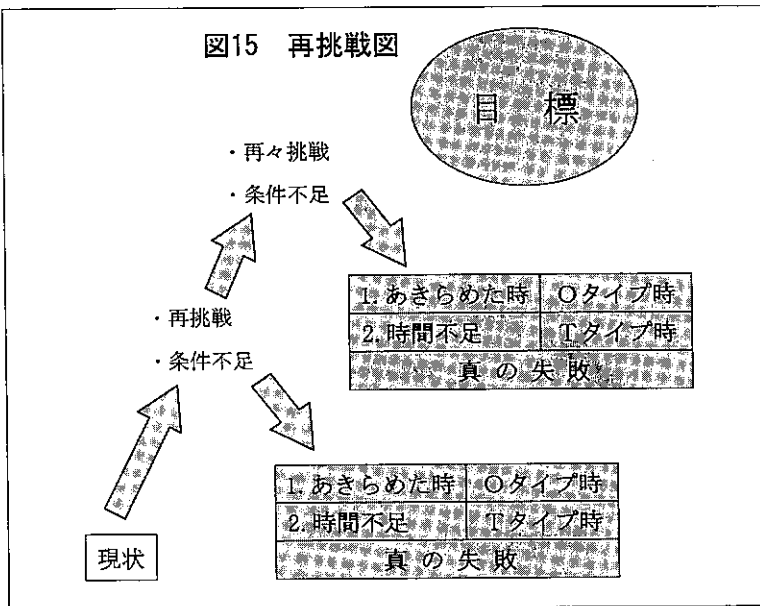 図15　再挑戦図
目　標
・再々挑戦
・条件不足
1.あきらめた時　Oタイプ時
2.時間不足　Tタイプ時
真の失敗
・再挑戦
・条件不足
1.あきらめた時　Oタイプ時
2.時間不足　Tタイプ時
真の失敗
現状